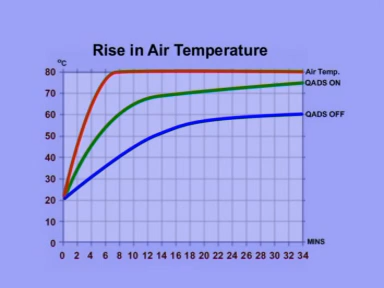 Rise in Air Temperature
°C
80
70
60
50
40
30
20
10
0
Air Temp.
QADS ON
QADS OFF
MINS
0 2 4 6 8 10 12 14 16 18 20 22 24 26 28 30 32 34